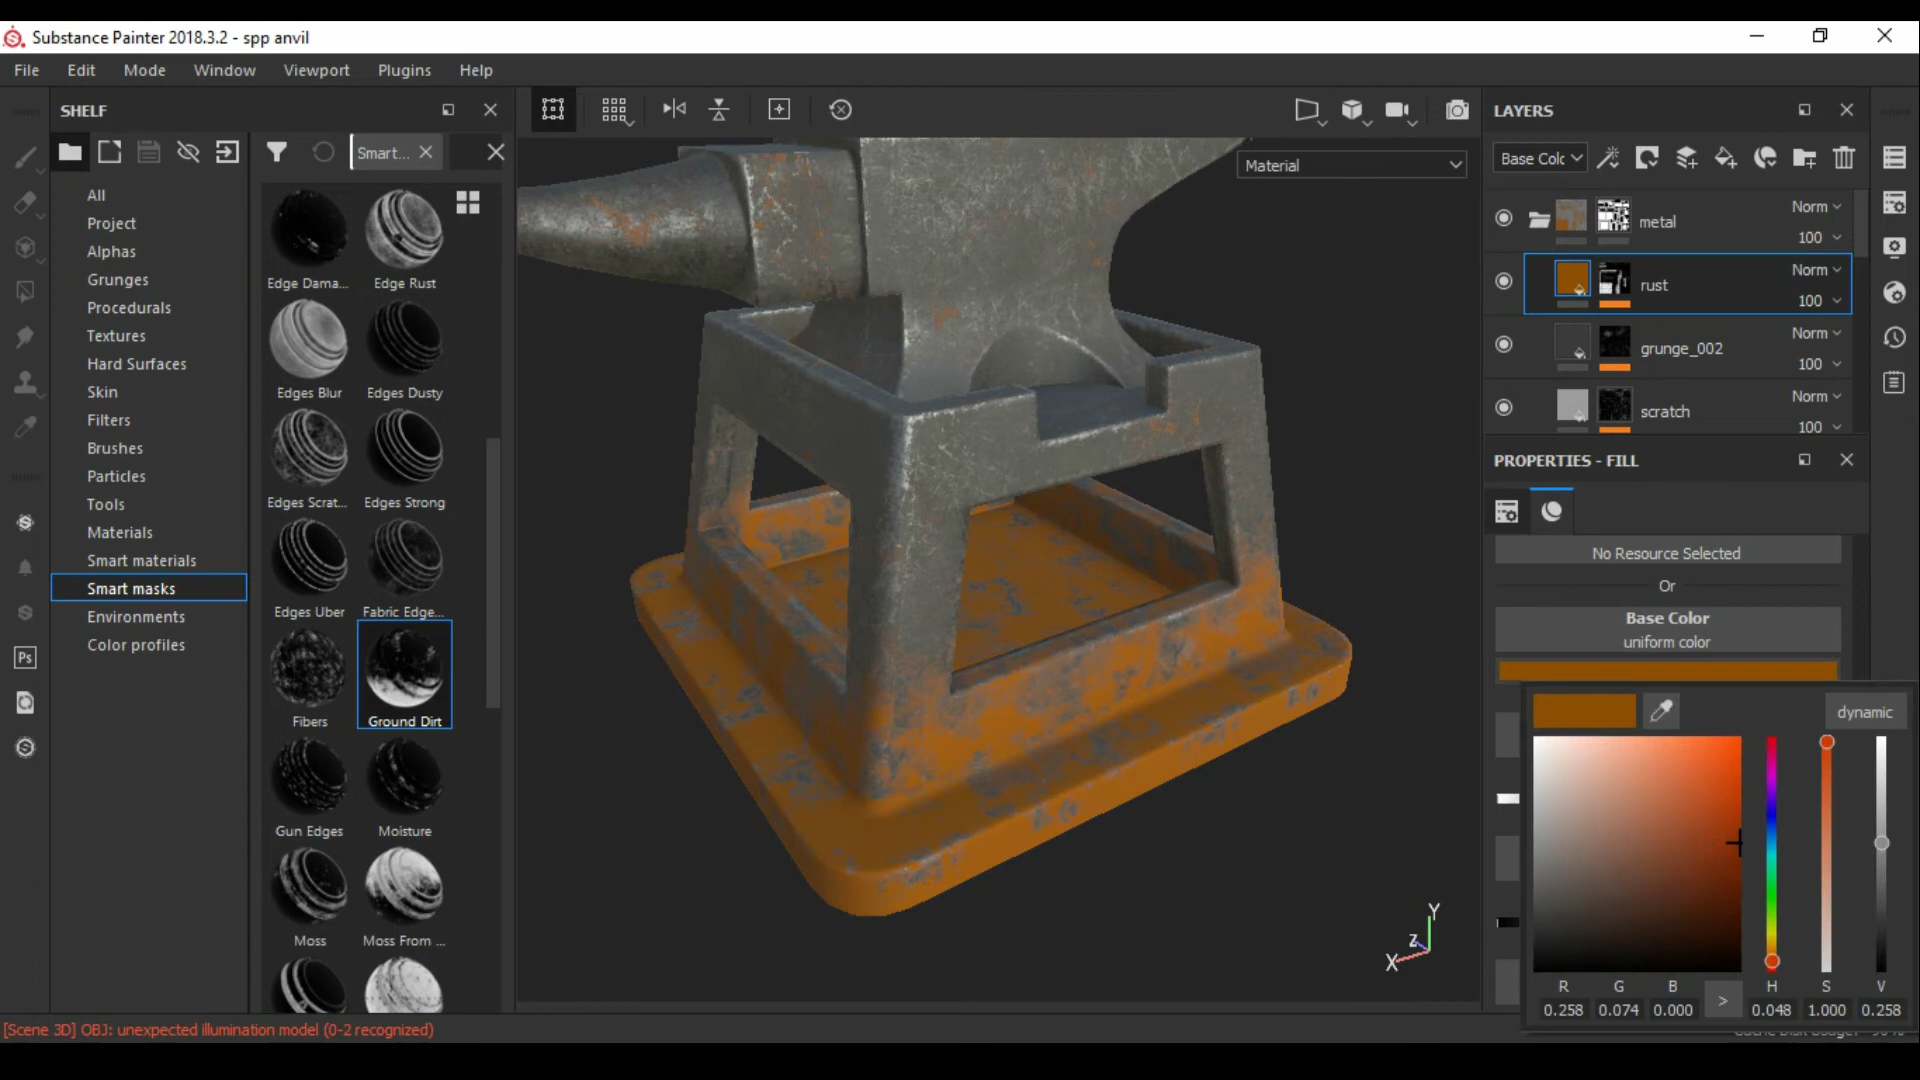 Substance Painter 2018.3.2 - spp anvil
File Edit Mode Window Viewport Plugins Help
SHELF
Smart...
All
Project
Alphas
Grunges
Procedurals
Textures
Hard Surfaces
Skin
Filters
Brushes
Particles
Tools
Materials
Smart materials
Smart masks
Environments
Color profiles
Edge Dama... Edge Rust
Edges Blur Edges Dusty
Edges Scrat... Edges Strong
Edges Uber Fabric Edge...
Fibers Ground Dirt
Gun Edges Moisture
Moss Moss From ...
Ps
Material
Y
Z
X
LAYERS
Base Colc
metal Norm
100
rust Norm
100
grunge_002 Norm
100
scratch Norm
100
PROPERTIES - FILL
No Resource Selected
Or
Base Color
uniform color
dynamic
R G B > H S V
0.258 0.074 0.000 0.048 1.000 0.258
[Scene 3D] OBJ: unexpected illumination model (0-2 recognized)